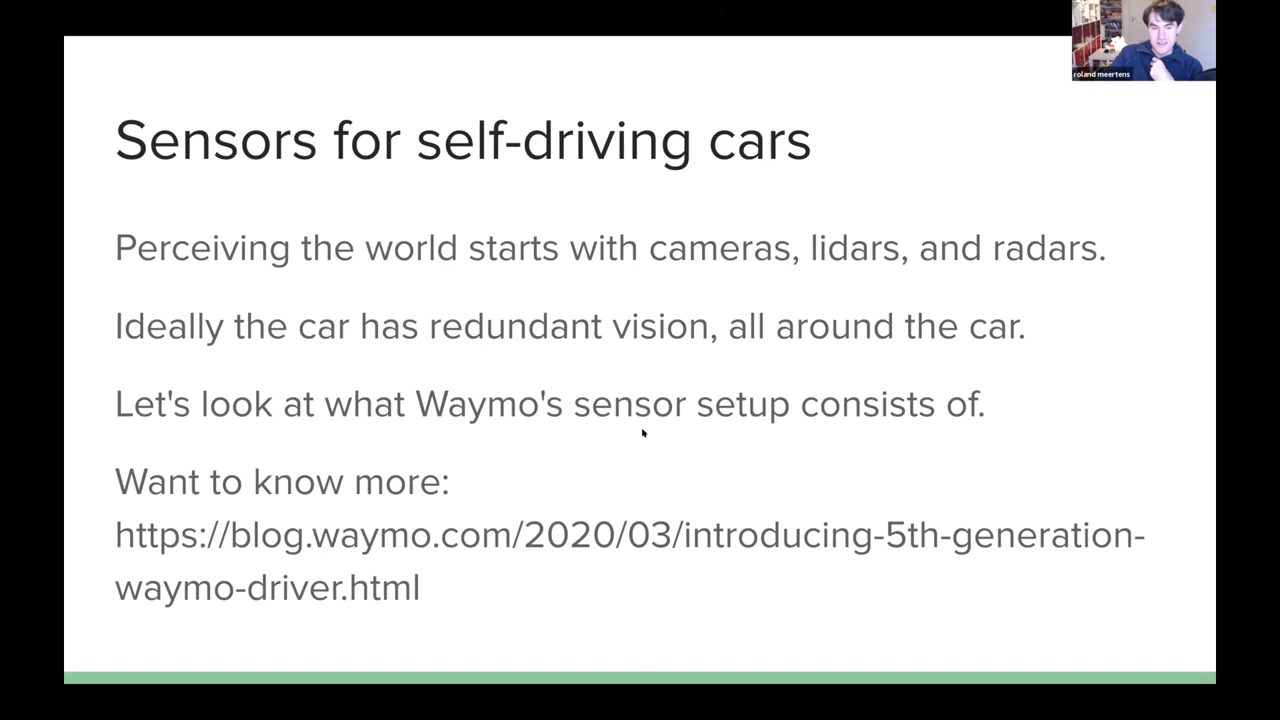 roland meertens
Sensors for self-driving cars
Perceiving the world starts with cameras, lidars, and radars.
Ideally the car has redundant vision, all around the car.
Let's look at what Waymo's sensor setup consists of.
Want to know more:
https://blog.waymo.com/2020/03/introducing-5th-generation-
waymo-driver.html